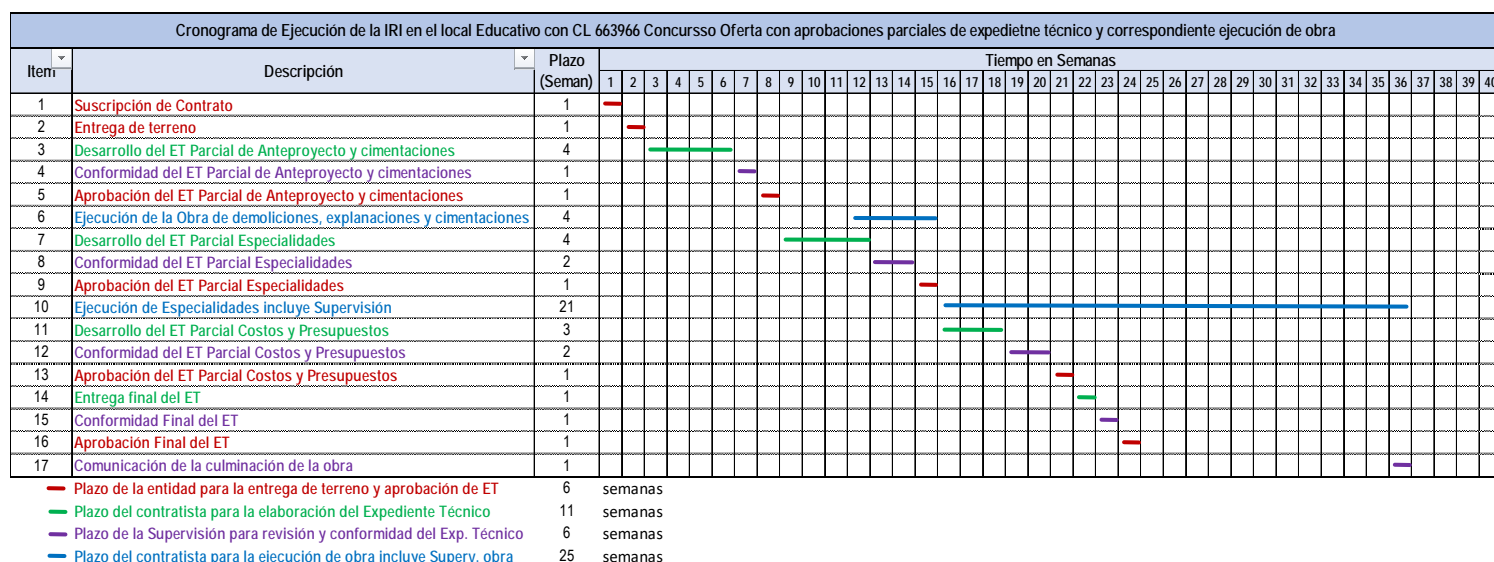 Cronograma de Ejecución de la IRI en el local Educativo con CL 663966 Concursso Oferta con aprobaciones parciales de expedietne técnico y correspondiente ejecución de obra
Item Descripción Plazo (Seman) Tiempo en Semanas
1 2 3 4 5 6 7 8 9 10 11 12 13 14 15 16 17 18 19 20 21 22 23 24 25 26 27 28 29 30 31 32 33 34 35 36 37 38 39 40
1 Suscripción de Contrato 1
2 Entrega de terreno 1
3 Desarrollo del ET Parcial de Anteproyecto y cimentaciones 4
4 Conformidad del ET Parcial de Anteproyecto y cimentaciones 1
5 Aprobación del ET Parcial de Anteproyecto y cimentaciones 1
6 Ejecución de la Obra de demoliciones, explanaciones y cimentaciones 4
7 Desarrollo del ET Parcial Especialidades 4
8 Conformidad del ET Parcial Especialidades 2
9 Aprobación del ET Parcial Especialidades 1
10 Ejecución de Especialidades incluye Supervisión 21
11 Desarrollo del ET Parcial Costos y Presupuestos 3
12 Conformidad del ET Parcial Costos y Presupuestos 2
13 Aprobación del ET Parcial Costos y Presupuestos 1
14 Entrega final del ET 1
15 Conformidad Final del ET 1
16 Aprobación Final del ET 1
17 Comunicación de la culminación de la obra 1
Plazo de la entidad para la entrega de terreno y aprobación de ET 6 semanas
Plazo del contratista para la elaboración del Expediente Técnico 11 semanas
Plazo de la Supervisión para revisión y conformidad del Exp. Técnico 6 semanas
Plazo del contratista para la ejecución de obra incluye Superv. obra 25 semanas